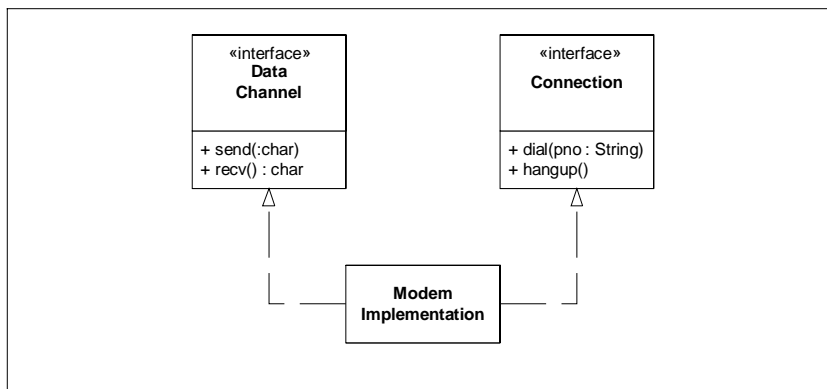 «interface»
Data
Channel
+ send(:char)
+ recv() : char
«interface»
Connection
+ dial(pno : String)
+ hangup()
Modem
Implementation